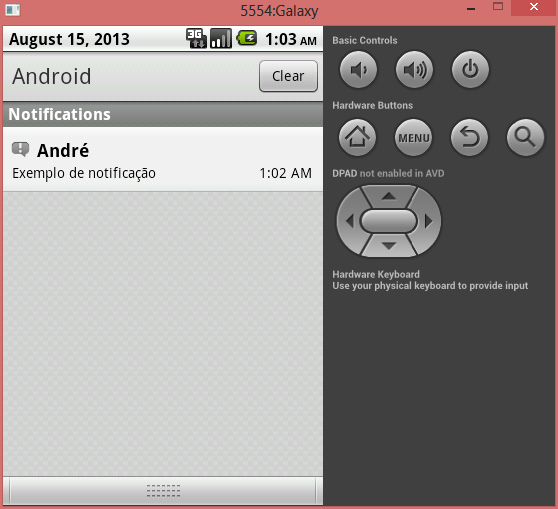 5554:Galaxy
August 15, 2013 3G 1:03 AM
Android Clear
Notifications
André
Exemplo de notificação 1:02 AM
Basic Controls
Hardware Buttons
MENU
DPAD not enabled in AVD
Hardware Keyboard
Use your physical keyboard to provide input